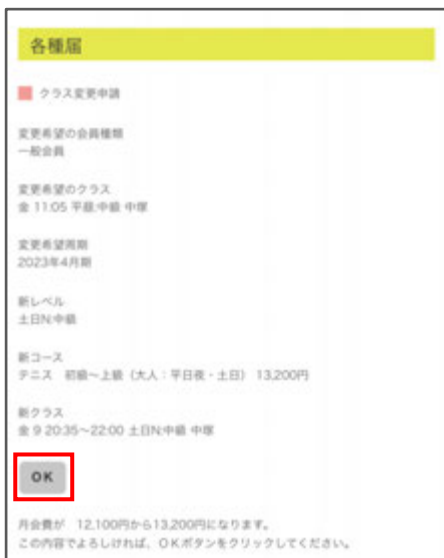 各種届
クラス変更申請
変更希望の会員種類
一般会員
変更希望のクラス
金 11:05 平昼:中級 中塚
変更希望周期
2023年4月期
新レベル
土日N:中級
新コース
テニス 初級～上級（大人：平日夜・土日） 13,200円
新クラス
金 9 20:35～22:00 土日N:中級 中塚
OK
月会費が 12,100円から13,200円になります。
この内容でよろしければ、OKボタンをクリックしてください。